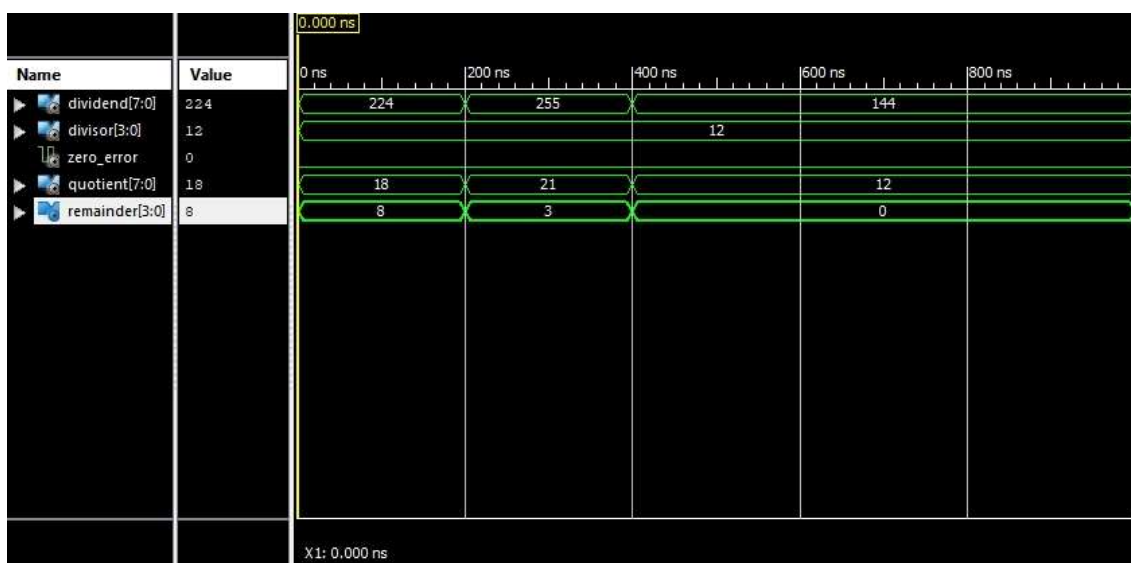 0.000 ns
Name Value 0 ns 200 ns 400 ns 600 ns 800 ns
dividend[7:0] 224 224 255 144
divisor[3:0] 12 12
zero_error 0
quotient[7:0] 18 18 21 12
remainder[3:0] 8 8 3 0
X1: 0.000 ns